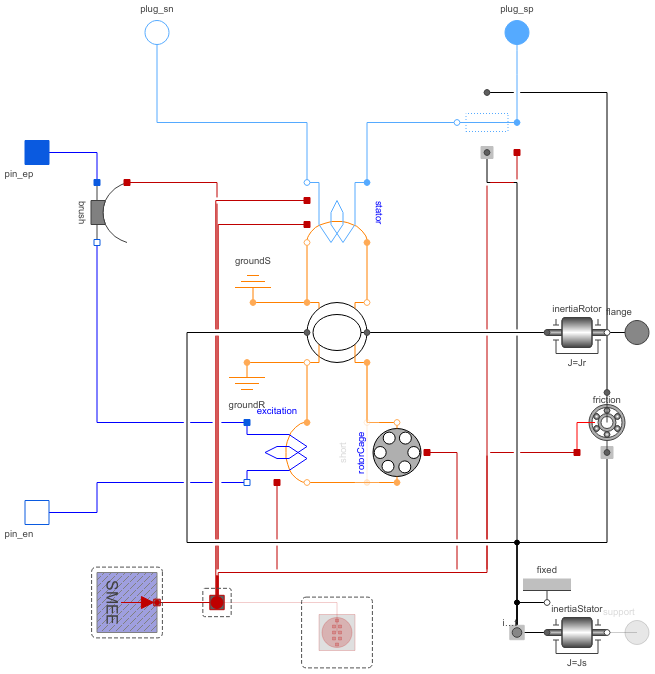 plug_sn
plug_sp
pin_ep
brush
stator
groundS
inertiaRotor
flange
J=Jr
groundR
excitation
friction
short
rotorCage
pin_en
SMEE
fixed
i...
inertiaStator
support
J=Js